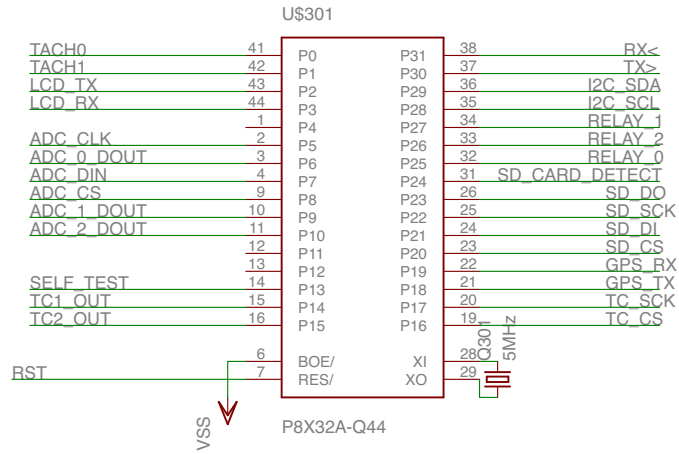 U$301
TACH0 41 P0 P31 38 RX<
TACH1 42 P1 P30 37 TX>
LCD_TX 43 P2 P29 36 I2C_SDA
LCD_RX 44 P3 P28 35 I2C_SCL
1 P4 P27 34 RELAY_1
ADC_CLK 2 P5 P26 33 RELAY_2
ADC_0_DOUT 3 P6 P25 32 RELAY_0
ADC_DIN 4 P7 P24 31 SD_CARD_DETECT
ADC_CS 9 P8 P23 26 SD_DO
ADC_1_DOUT 10 P9 P22 25 SD_SCK
ADC_2_DOUT 11 P10 P21 24 SD_DI
12 P11 P20 23 SD_CS
13 P12 P19 22 GPS_RX
SELF_TEST 14 P13 P18 21 GPS_TX
TC1_OUT 15 P14 P17 20 TC_SCK
TC2_OUT 16 P15 P16 19 TC_CS
6 BOE/ XI 28 Q301 5MHz
RST 7 RES/ XO 29
VSS
P8X32A-Q44